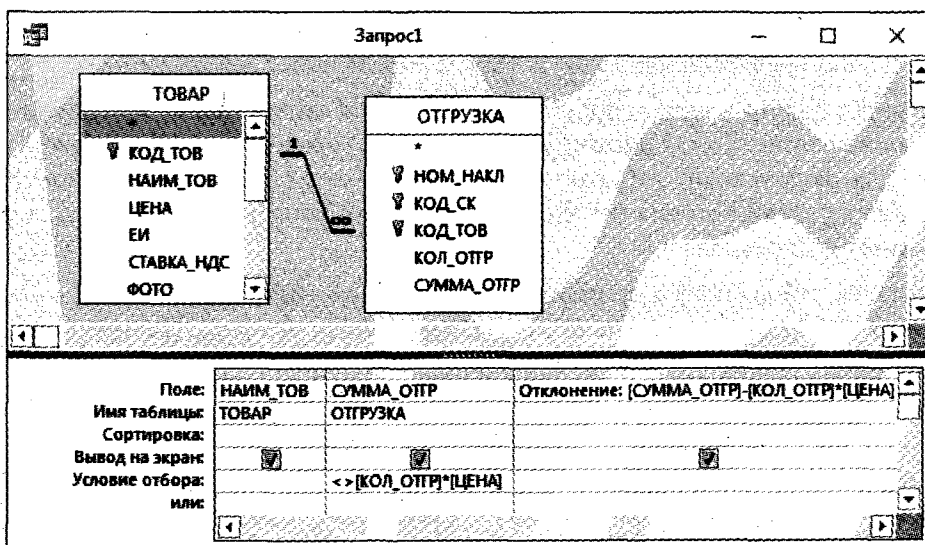 Запрос1
ТОВАР
*
КОД_ТОВ
НАИМ_ТОВ
ЦЕНА
ЕИ
СТАВКА_НДС
ФОТО
1
∞
ОТГРУЗКА
*
НОМ_НАКЛ
КОД_СК
КОД_ТОВ
КОЛ_ОТГР
СУММА_ОТГР
Поле: НАИМ_ТОВ СУММА_ОТГР Отклонение: [СУММА_ОТГР]-[КОЛ_ОТГР]*[ЦЕНА]
Имя таблицы: ТОВАР ОТГРУЗКА
Сортировка:
Вывод на экран:
Условие отбора: <>[КОЛ_ОТГР]*[ЦЕНА]
или: